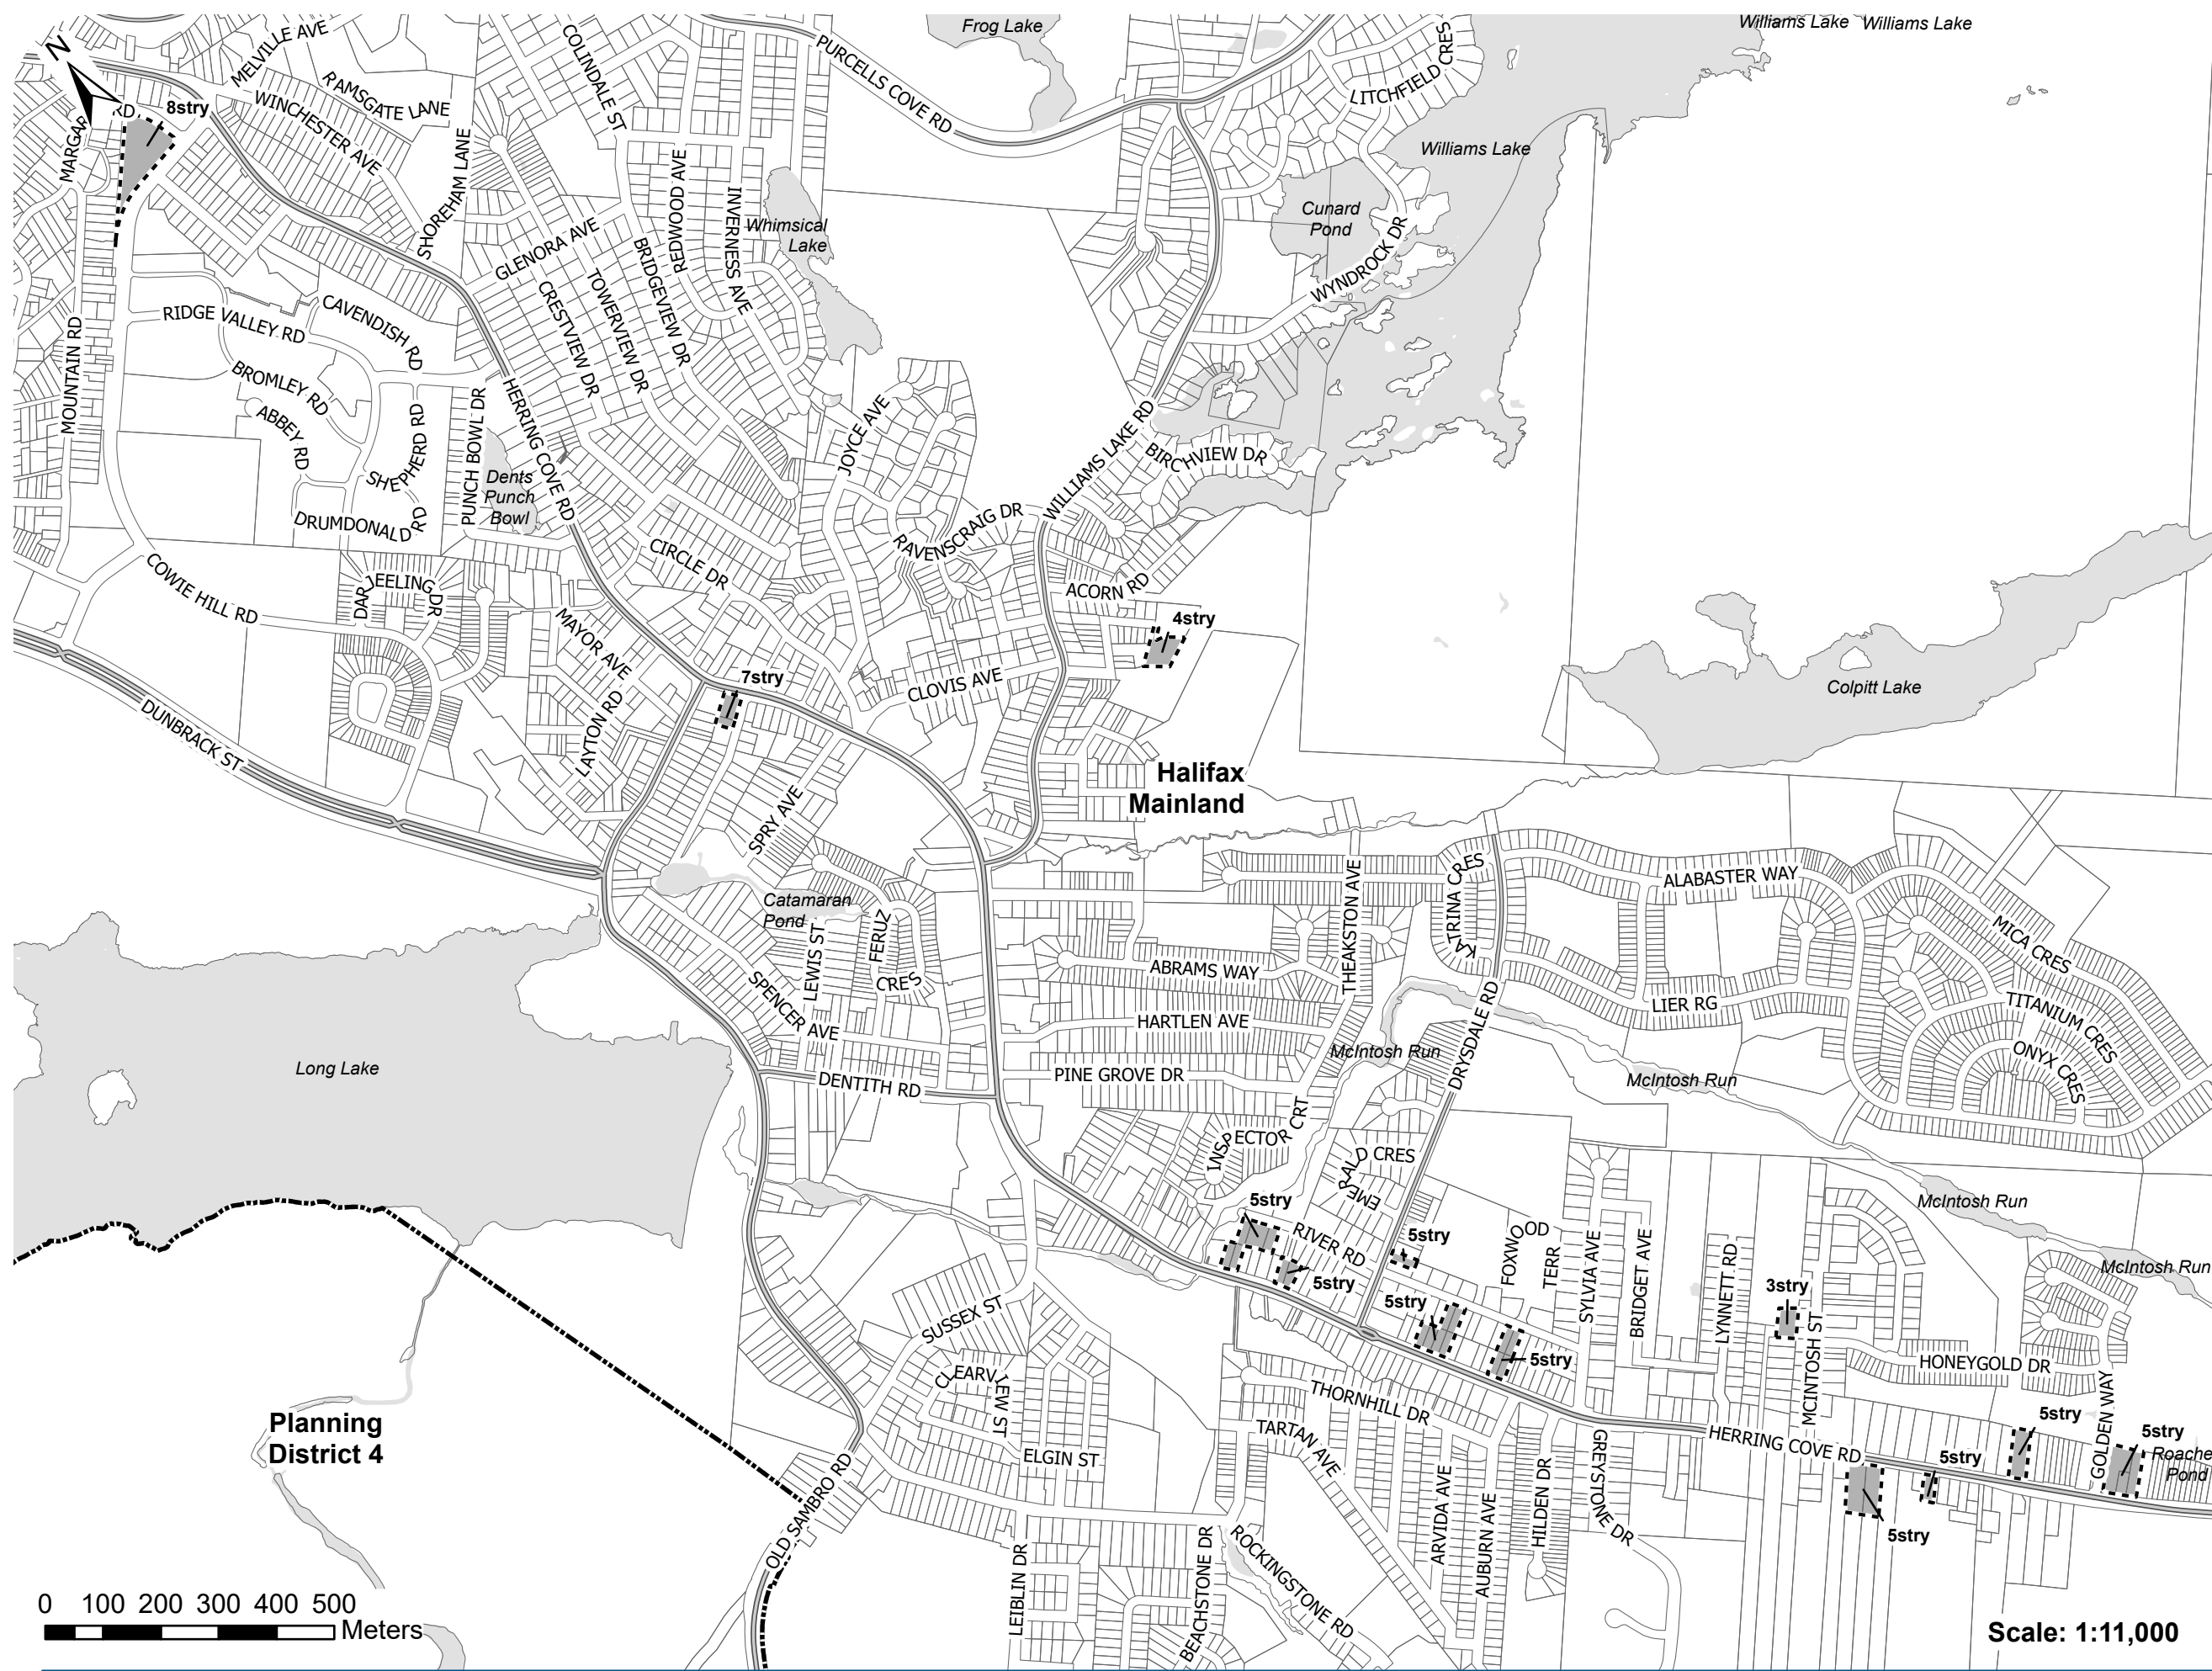 Frog Lake
Williams Lake
Williams Lake
N
MELVILLE AVE
COLINDALE ST
PURCELLS COVE RD
LITCHFIELD CRES
RAMSGATE LANE
WINCHESTER AVE
8stry
RD
MARGAR
SHOREHAM LANE
Williams Lake
REDWOOD AVE
INVERNESS AVE
Whimsical
Lake
Cunard
Pond
WYNDROCK DR
GLENORA AVE
BRIDGEVIEW DR
TOWERVIEW DR
CRESTVIEW DR
RIDGE VALLEY RD
CAVENDISH RD
MOUNTAIN RD
BROMLEY RD
ABBEY RD
SHEPHERD RD
PUNCH BOWL DR
HERRING COVE RD
Dents
Punch
Bowl
JOYCE AVE
WILLIAMS LAKE RD
BIRCHVIEW DR
DRUMDONALD RD
RAVENSCRAIG DR
CIRCLE DR
COWIE HILL RD
DARJEELING DR
ACORN RD
4stry
MAYOR AVE
7stry
CLOVIS AVE
Colpitt Lake
LAYTON RD
DUNBRACK ST
Halifax
Mainland
SPRY AVE
Catamaran
Pond
LEWIS ST
FERUZ
CRES
THEAKSTON AVE
KATRINA CRES
ALABASTER WAY
MICA CRES
ABRAMS WAY
SPENCER AVE
LIER RG
TITANIUM CRES
HARTLEN AVE
ONYX CRES
McIntosh Run
DRYSDALE RD
Long Lake
DENTITH RD
PINE GROVE DR
McIntosh Run
INSPECTOR CRT
EMERALD CRES
5stry
McIntosh Run
RIVER RD
5stry
FOXWOOD
TERR
SYLVIA AVE
BRIDGET AVE
LYNNETT RD
McIntosh Run
5stry
3stry
5stry
SUSSEX ST
MCINTOSH ST
5stry
HONEYGOLD DR
CLEARVIEW ST
THORNHILL DR
GOLDEN WAY
Planning
District 4
TARTAN AVE
5stry
5stry
HERRING COVE RD
ELGIN ST
5stry
Roache
Pond
GREYSTONE DR
OLD SAMBRO RD
ARVIDA AVE
AUBURN AVE
HILDEN DR
5stry
LEIBLIN DR
BEACHSTONE DR
ROCKINGSTONE RD
0 100 200 300 400 500
Meters
Scale: 1:11,000